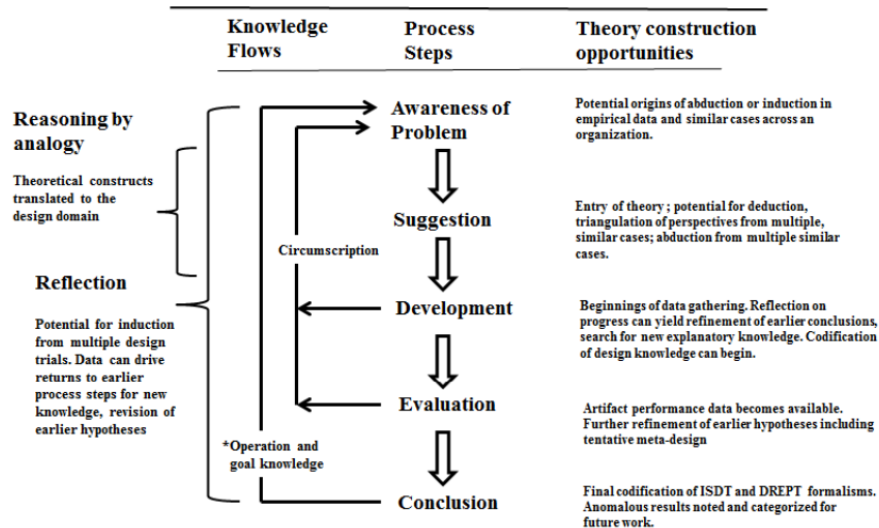 Knowledge
Flows
Process
Steps
Theory construction
opportunities
Reasoning by
analogy
Theoretical constructs
translated to the
design domain
Reflection
Potential for induction
from multiple design
trials. Data can drive
returns to earlier
process steps for new
knowledge, revision of
earlier hypotheses
Circumscription
*Operation and
goal knowledge
Awareness of
Problem
Potential origins of abduction or induction in
empirical data and similar cases across an
organization.
Suggestion
Entry of theory ; potential for deduction,
triangulation of perspectives from multiple,
similar cases; abduction from multiple similar
cases.
Development
Beginnings of data gathering. Reflection on
progress can yield refinement of earlier conclusions,
search for new explanatory knowledge. Codification
of design knowledge can begin.
Evaluation
Artifact performance data becomes available.
Further refinement of earlier hypotheses including
tentative meta-design
Conclusion
Final codification of ISDT and DREPT formalisms.
Anomalous results noted and categorized for
future work.